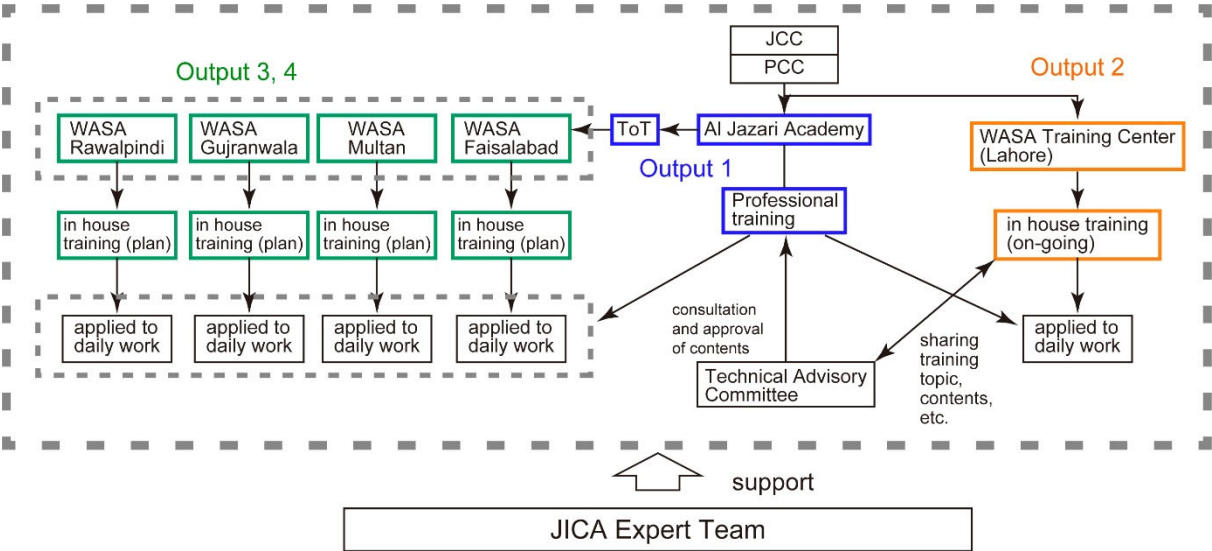 JCC
PCC
Output 3, 4
Output 2
WASA
Rawalpindi
WASA
Gujranwala
WASA
Multan
WASA
Faisalabad
ToT
Al Jazari Academy
WASA Training Center
(Lahore)
Output 1
Professional
training
in house
training (plan)
in house
training (plan)
in house
training (plan)
in house
training (plan)
in house training
(on-going)
consultation
and approval
of contents
applied to
daily work
applied to
daily work
applied to
daily work
applied to
daily work
sharing
training
topic,
contents,
etc.
applied to
daily work
Technical Advisory
Committee
support
JICA Expert Team